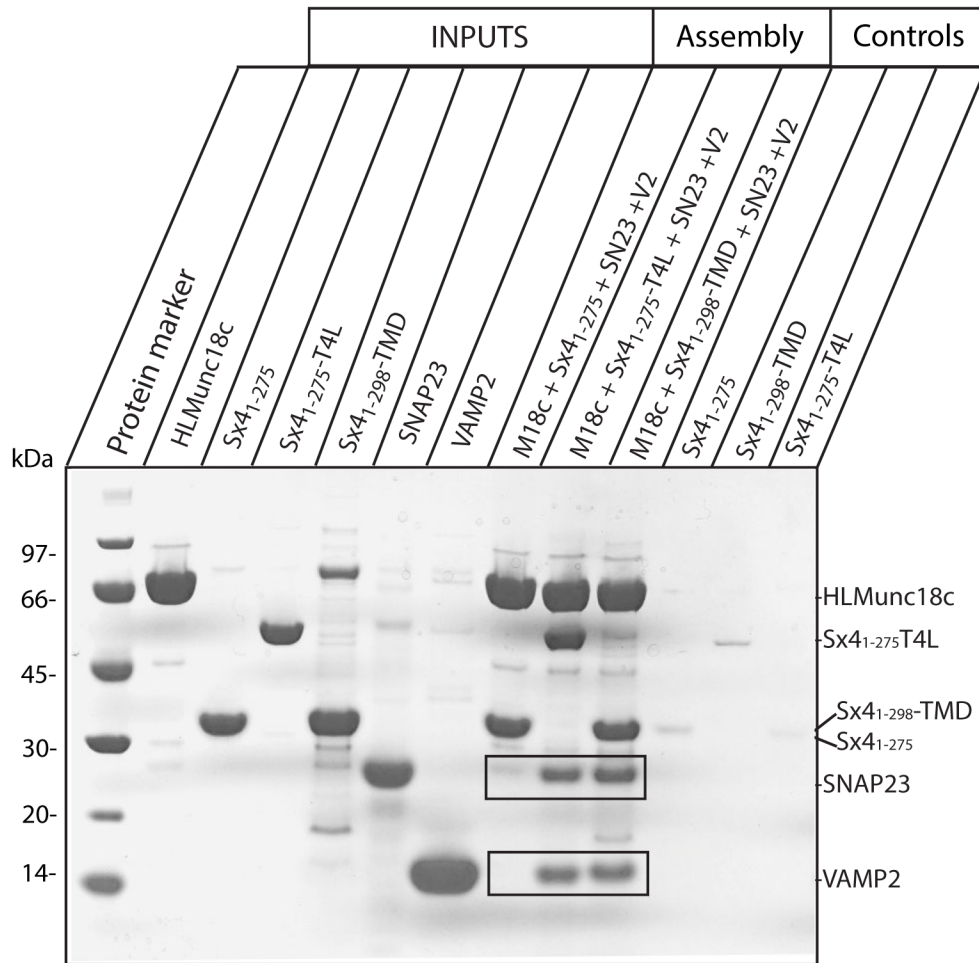 INPUTS Assembly Controls
Protein marker
HLMunc18c
Sx4₁₋₂₇₅
Sx4₁₋₂₇₅-T4L
Sx4₁₋₂₉₈-TMD
SNAP23
VAMP2
M18c + Sx4₁₋₂₇₅ + SN23 +V2
M18c + Sx4₁₋₂₇₅-T4L + SN23 +V2
M18c + Sx4₁₋₂₉₈-TMD + SN23 +V2
Sx4₁₋₂₇₅
Sx4₁₋₂₉₈-TMD
Sx4₁₋₂₇₅-T4L
kDa
97-
66-
45-
30-
20-
14-
-HLMunc18c
-Sx4₁₋₂₇₅T4L
Sx4₁₋₂₉₈-TMD
Sx4₁₋₂₇₅
-SNAP23
-VAMP2